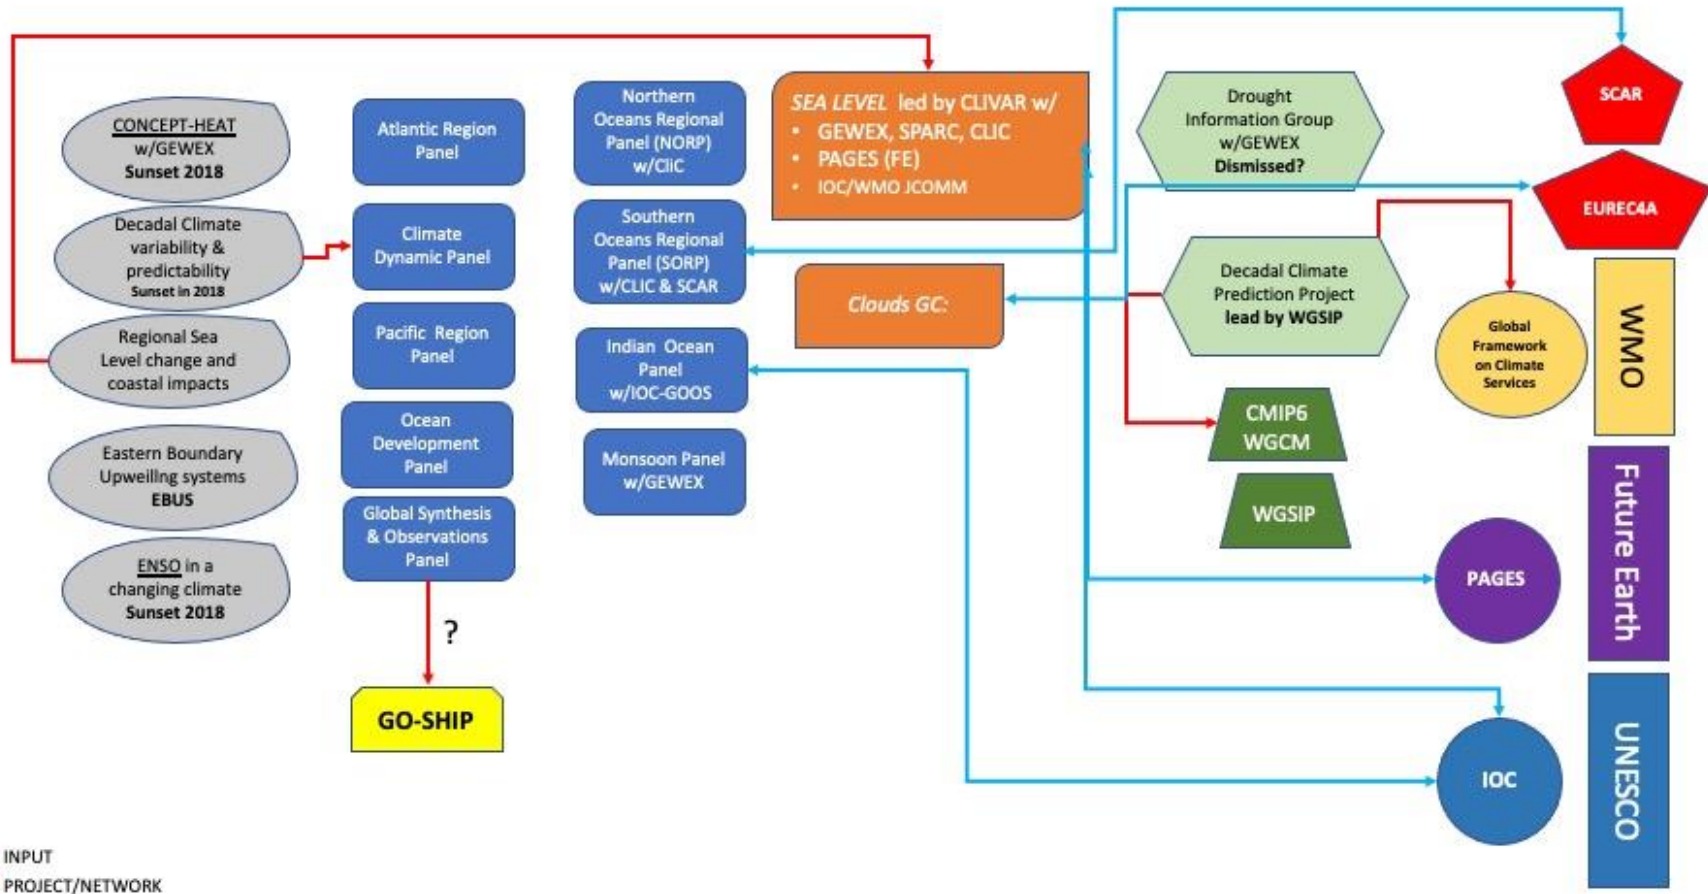 CONCEPT-HEAT
w/GEWEX
Sunset 2018
Decadal Climate
variability &
predictability
Sunset in 2018
Regional Sea
Level change and
coastal impacts
Eastern Boundary
Upweillng systems
EBUS
ENSO in a
changing climate
Sunset 2018
Atlantic Region
Panel
Climate
Dynamic Panel
Pacific Region
Panel
Ocean
Development
Panel
Global Synthesis
& Observations
Panel
?
GO-SHIP
Northern
Oceans Regional
Panel (NORP)
w/CliC
Southern
Oceans Regional
Panel (SORP)
w/CLIC & SCAR
Indian Ocean
Panel
w/IOC-GOOS
Monsoon Panel
w/GEWEX
SEA LEVEL led by CLIVAR w/
• GEWEX, SPARC, CLIC
• PAGES (FE)
• IOC/WMO JCOMM
Clouds GC:
Drought
Information Group
w/GEWEX
Dismissed?
Decadal Climate
Prediction Project
lead by WGSIP
CMIP6
WGCM
WGSIP
SCAR
EUREC4A
Global
Framework
on Climate
Services
WMO
PAGES
Future Earth
IOC
UNESCO
INPUT
PROJECT/NETWORK